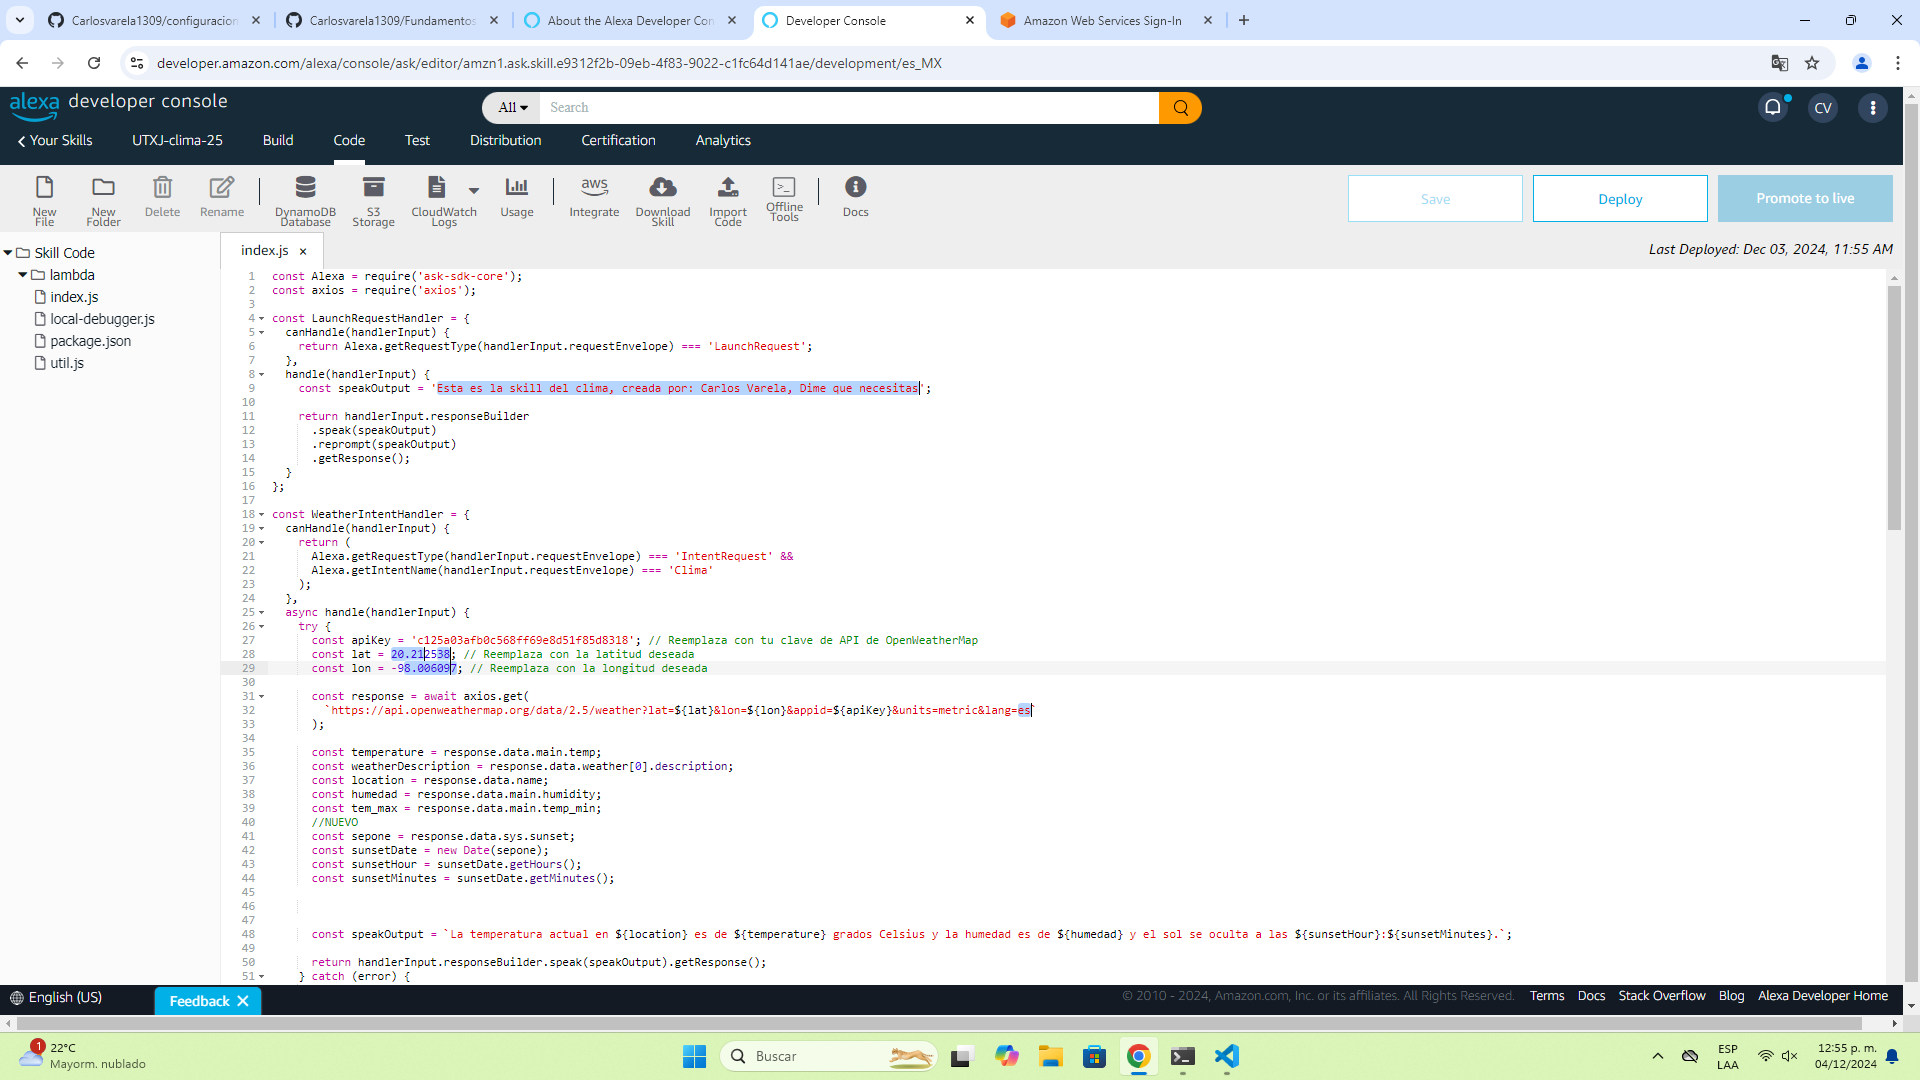 Carlosvarela1309/configuracion
Carlosvarela1309/Fundamentos
About the Alexa Developer Con
Developer Console
Amazon Web Services Sign-In
developer.amazon.com/alexa/console/ask/editor/amzn1.ask.skill.e9312f2b-09eb-4f83-9022-c1fc64d141ae/development/es_MX
alexa developer console
All
Search
CV
Your Skills
UTXJ-clima-25
Build
Code
Test
Distribution
Certification
Analytics
New File
New Folder
Delete
Rename
DynamoDB Database
S3 Storage
CloudWatch Logs
Usage
aws
Integrate
Download Skill
Import Code
Offline Tools
Docs
Save
Deploy
Promote to live
Skill Code
lambda
index.js
local-debugger.js
package.json
util.js
index.js ×
Last Deployed: Dec 03, 2024, 11:55 AM
1 const Alexa = require('ask-sdk-core');
2 const axios = require('axios');
3
4 const LaunchRequestHandler = {
5 canHandle(handlerInput) {
6 return Alexa.getRequestType(handlerInput.requestEnvelope) === 'LaunchRequest';
7 },
8 handle(handlerInput) {
9 const speakOutput = 'Esta es la skill del clima, creada por: Carlos Varela, Dime que necesitas';
10
11 return handlerInput.responseBuilder
12 .speak(speakOutput)
13 .reprompt(speakOutput)
14 .getResponse();
15 }
16 };
17
18 const WeatherIntentHandler = {
19 canHandle(handlerInput) {
20 return (
21 Alexa.getRequestType(handlerInput.requestEnvelope) === 'IntentRequest' &&
22 Alexa.getIntentName(handlerInput.requestEnvelope) === 'Clima'
23 );
24 },
25 async handle(handlerInput) {
26 try {
27 const apiKey = 'c125a03afb0c568ff69e8d51f85d8318'; // Reemplaza con tu clave de API de OpenWeatherMap
28 const lat = 20.212538; // Reemplaza con la latitud deseada
29 const lon = -98.006097; // Reemplaza con la longitud deseada
30
31 const response = await axios.get(
32 `https://api.openweathermap.org/data/2.5/weather?lat=${lat}&lon=${lon}&appid=${apiKey}&units=metric&lang=es`
33 );
34
35 const temperature = response.data.main.temp;
36 const weatherDescription = response.data.weather[0].description;
37 const location = response.data.name;
38 const humedad = response.data.main.humidity;
39 const tem_max = response.data.main.temp_min;
40 //NUEVO
41 const sepone = response.data.sys.sunset;
42 const sunsetDate = new Date(sepone);
43 const sunsetHour = sunsetDate.getHours();
44 const sunsetMinutes = sunsetDate.getMinutes();
45
46
47
48 const speakOutput = `La temperatura actual en ${location} es de ${temperature} grados Celsius y la humedad es de ${humedad} y el sol se oculta a las ${sunsetHour}:${sunsetMinutes}.`;
49
50 return handlerInput.responseBuilder.speak(speakOutput).getResponse();
51 } catch (error) {
English (US)
Feedback
© 2010 - 2024, Amazon.com, Inc. or its affiliates. All Rights Reserved.
Terms
Docs
Stack Overflow
Blog
Alexa Developer Home
1
22°C
Mayorm. nublado
Buscar
ESP
LAA
12:55 p. m.
04/12/2024